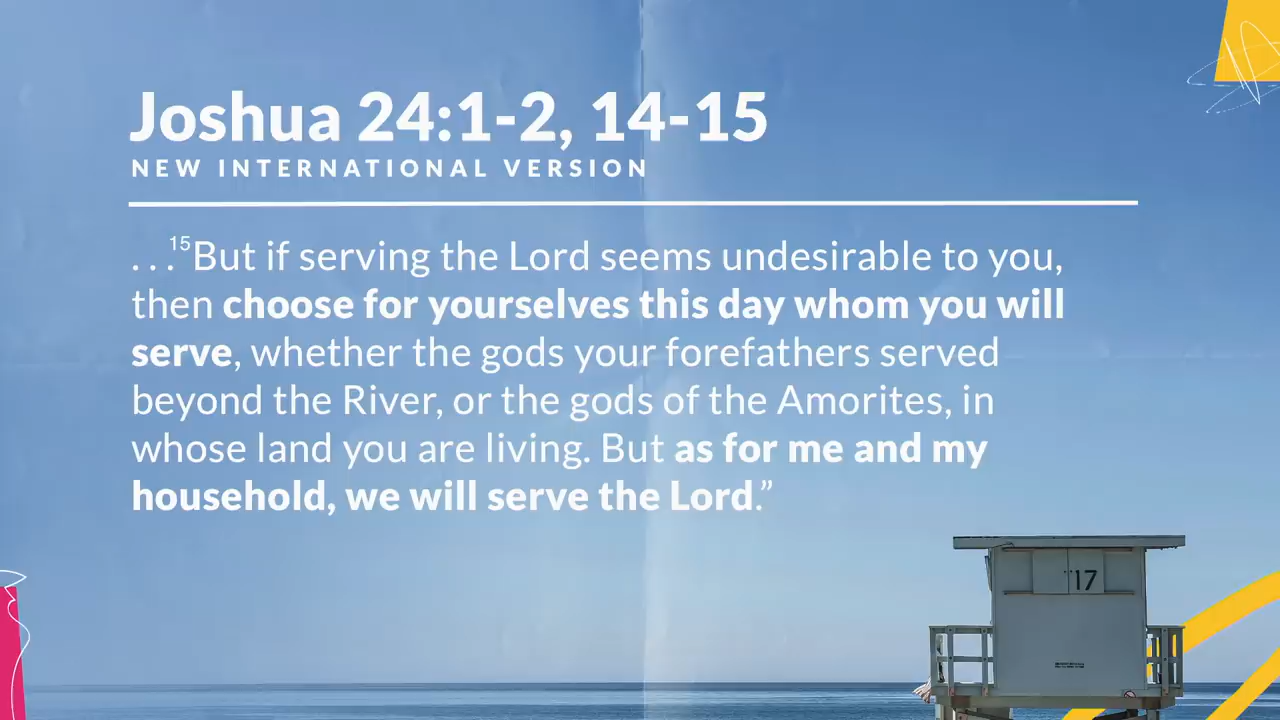 Joshua 24:1-2, 14-15
NEW INTERNATIONAL VERSION
. . .¹⁵But if serving the Lord seems undesirable to you,
then choose for yourselves this day whom you will
serve, whether the gods your forefathers served
beyond the River, or the gods of the Amorites, in
whose land you are living. But as for me and my
household, we will serve the Lord.”
17